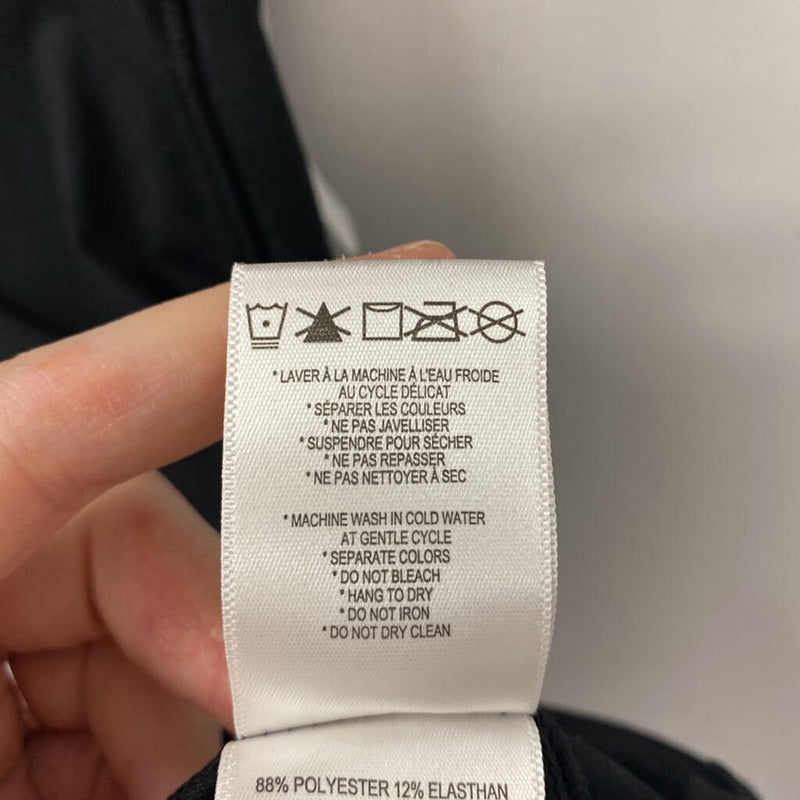 * LAVER À LA MACHINE À L'EAU FROIDE
AU CYCLE DÉLICAT
* SÉPARER LES COULEURS
* NE PAS JAVELLISER
* SUSPENDRE POUR SÉCHER
* NE PAS REPASSER
* NE PAS NETTOYER À SEC
* MACHINE WASH IN COLD WATER
AT GENTLE CYCLE
* SEPARATE COLORS
* DO NOT BLEACH
* HANG TO DRY
* DO NOT IRON
* DO NOT DRY CLEAN
88% POLYESTER 12% ELASTHAN